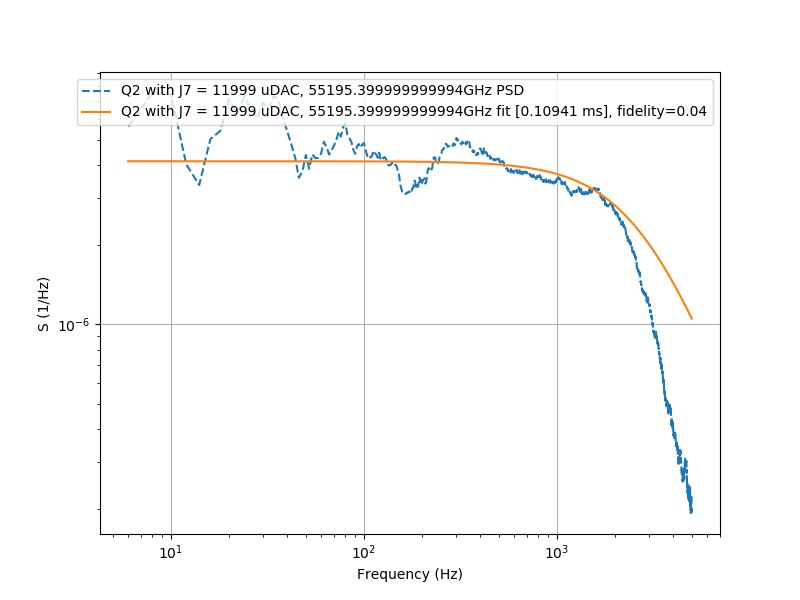 Q2 with J7 = 11999 uDAC, 55195.399999999994GHz PSD
Q2 with J7 = 11999 uDAC, 55195.399999999994GHz fit [0.10941 ms], fidelity=0.04
S (1/Hz)
10⁻⁶
10¹ 10² 10³
Frequency (Hz)